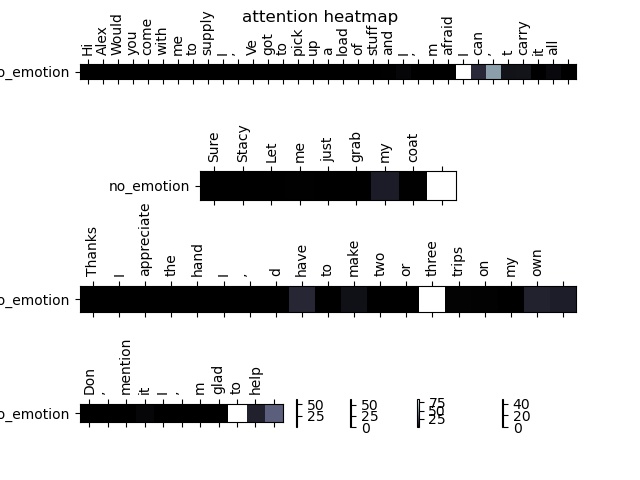 attention heatmap
Hi Alex Would you come with me to supply I , Ve got to pick up a load of stuff and I , m afraid I can , t carry it all
o_emotion
Sure Stacy Let me just grab my coat
no_emotion
Thanks I appreciate the hand I , d have to make two or three trips on my own
o_emotion
Don , mention it I , m glad to help
o_emotion
50 25
50 25 0
75 50 25
40 20 0